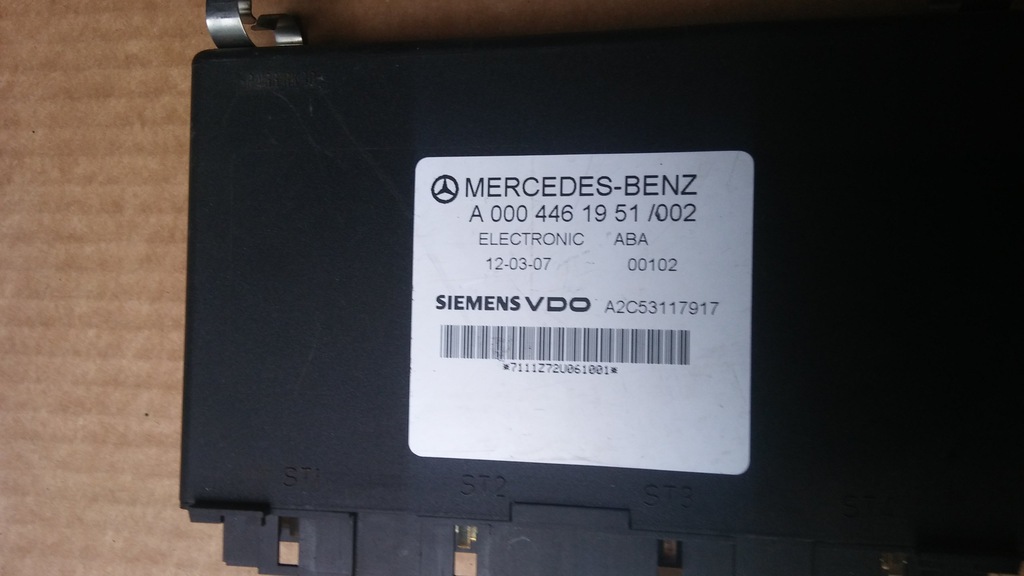 MERCEDES-BENZ
A 000 446 19 51 /002
ELECTRONIC ABA
12-03-07 00102
SIEMENS VDO A2C53117917
*7111Z72U061001*
ST1 ST2 ST3 ST4